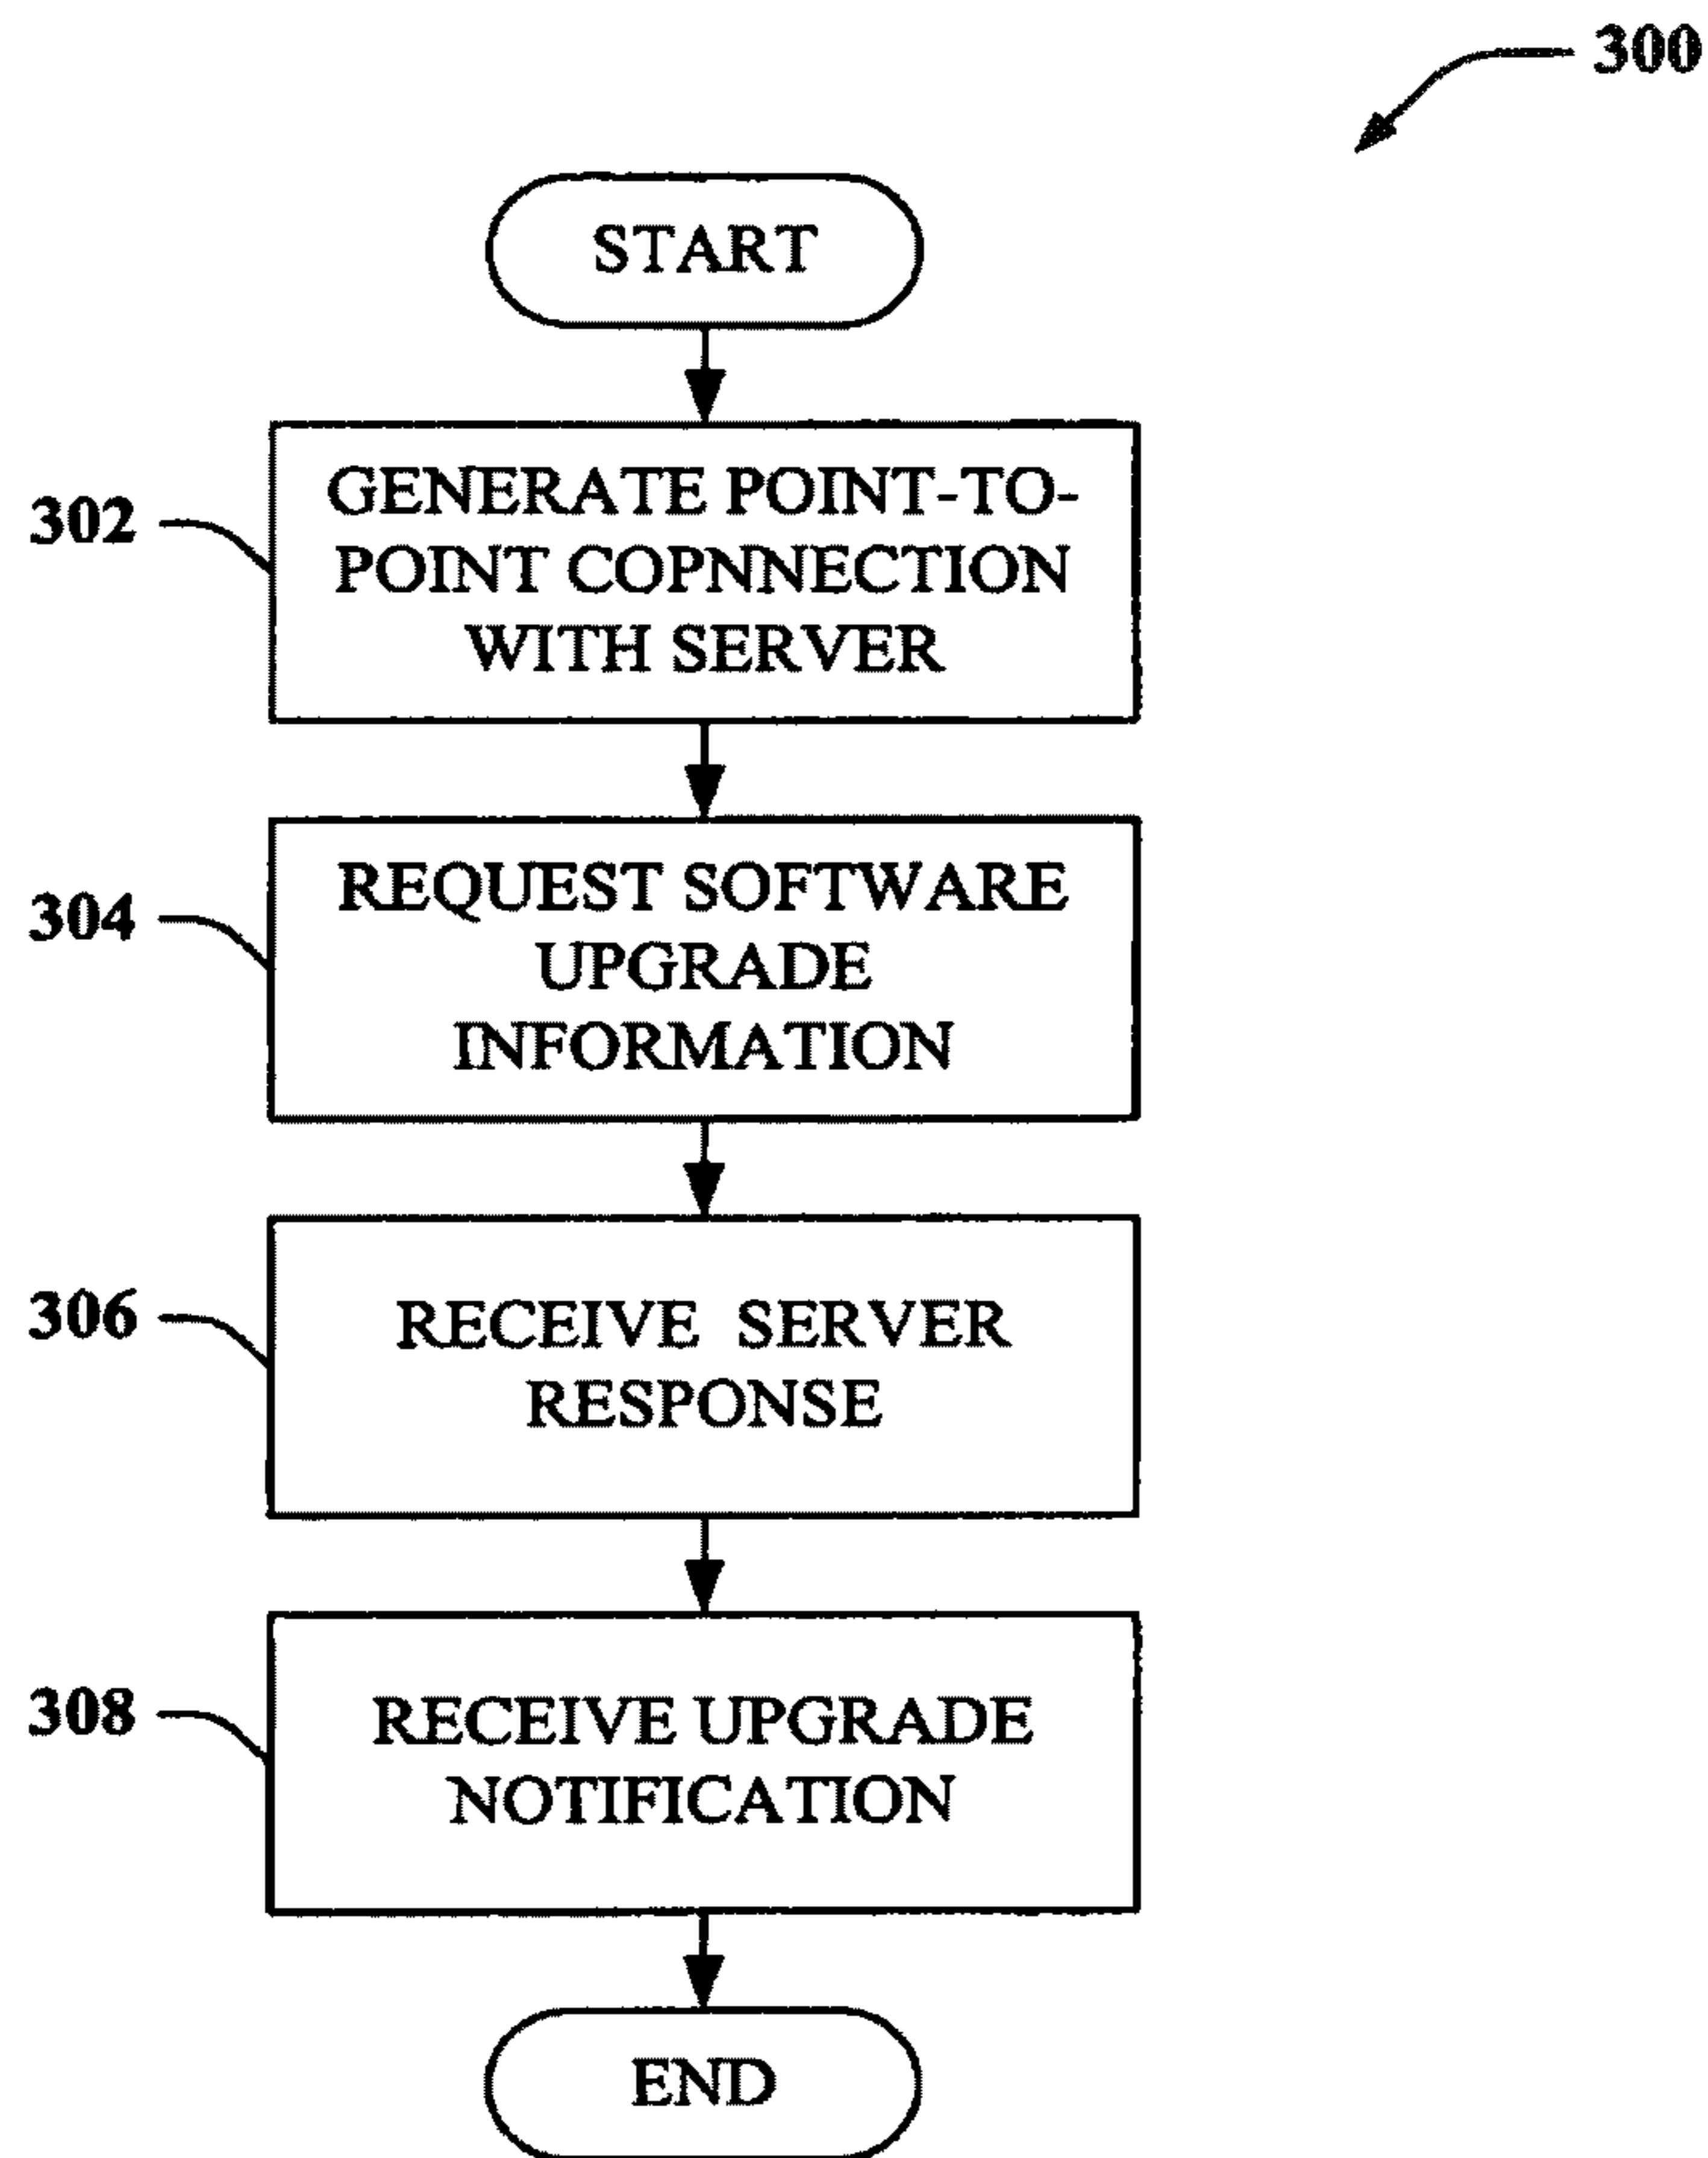 300
START
302
GENERATE POINT-TO-
POINT COPNNECTION
WITH SERVER
304
REQUEST SOFTWARE
UPGRADE
INFORMATION
306
RECEIVE SERVER
RESPONSE
308
RECEIVE UPGRADE
NOTIFICATION
END